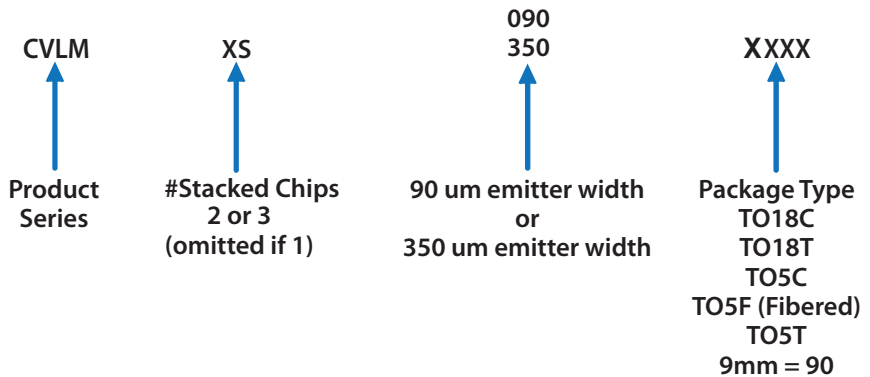 090
CVLM XS 350 XXXX
Product
Series
#Stacked Chips
2 or 3
(omitted if 1)
90 um emitter width
or
350 um emitter width
Package Type
TO18C
TO18T
TO5C
TO5F (Fibered)
TO5T
9mm = 90